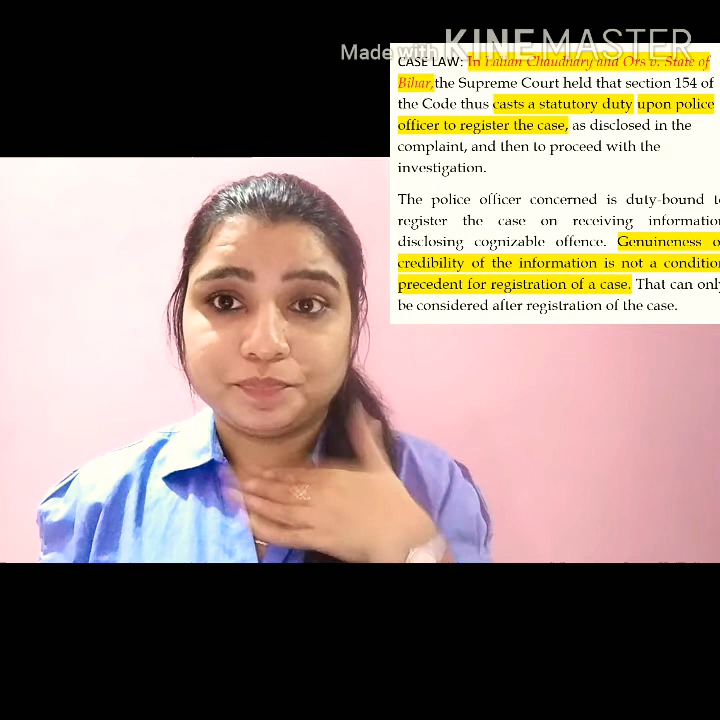 Made with KINEMASTER
CASE LAW: In Lallan Chaudhary and Ors v. State of
Bihar, the Supreme Court held that section 154 of
the Code thus casts a statutory duty upon police
officer to register the case, as disclosed in the
complaint, and then to proceed with the
investigation.
The police officer concerned is duty-bound
register the case on receiving information
disclosing cognizable offence. Genuineness
credibility of the information is not a condition
precedent for registration of a case. That can only
be considered after registration of the case.